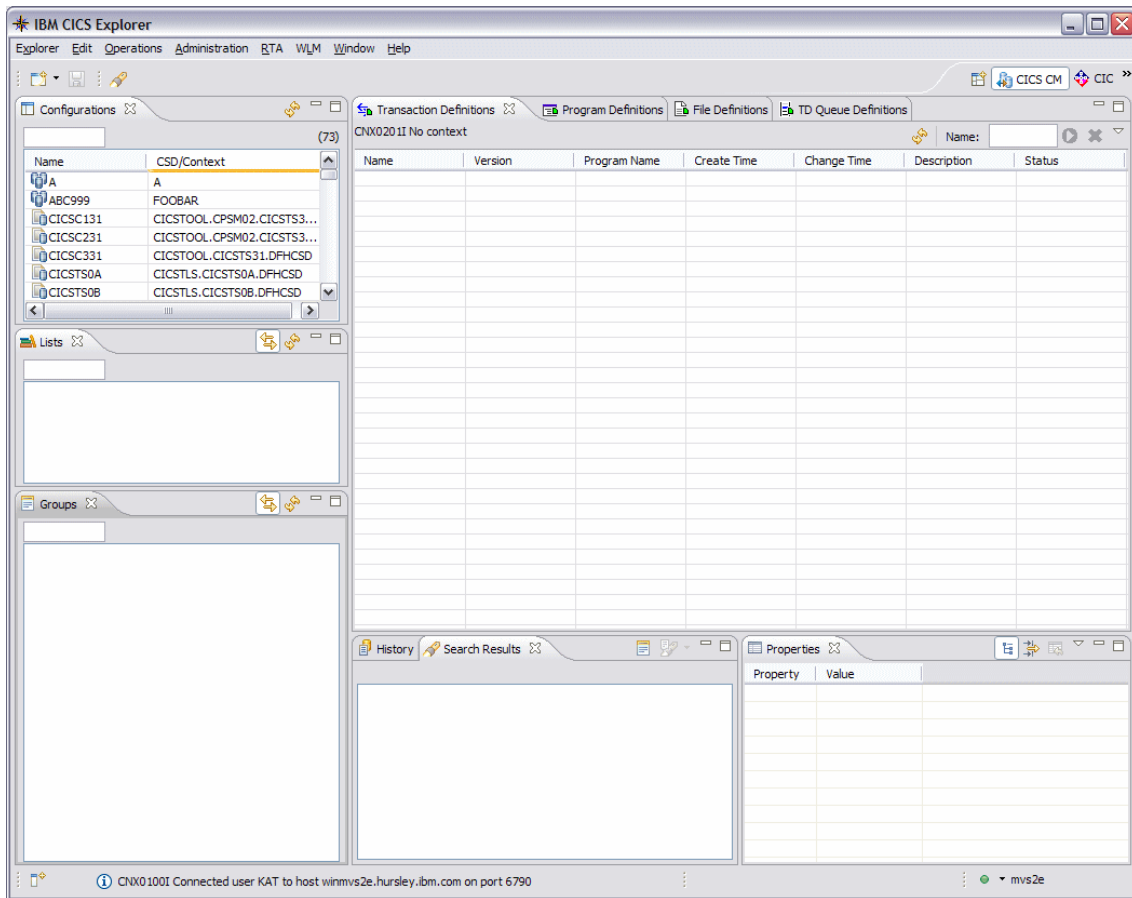 IBM CICS Explorer
Explorer Edit Operations Administration RTA WLM Window Help
CICS CM CIC »
Configurations
(73)
Name CSD/Context
A A
ABC999 FOOBAR
CICSC131 CICSTOOL.CPSM02.CICSTS3...
CICSC231 CICSTOOL.CPSM02.CICSTS3...
CICSC331 CICSTOOL.CICSTS31.DFHCSD
CICSTS0A CICSTLS.CICSTS0A.DFHCSD
CICSTS0B CICSTLS.CICSTS0B.DFHCSD
Lists
Groups
Transaction Definitions Program Definitions File Definitions TD Queue Definitions
CNX0201I No context
Name:
Name Version Program Name Create Time Change Time Description Status
History Search Results
Properties
Property Value
CNX0100I Connected user KAT to host winmvs2e.hursley.ibm.com on port 6790
mvs2e